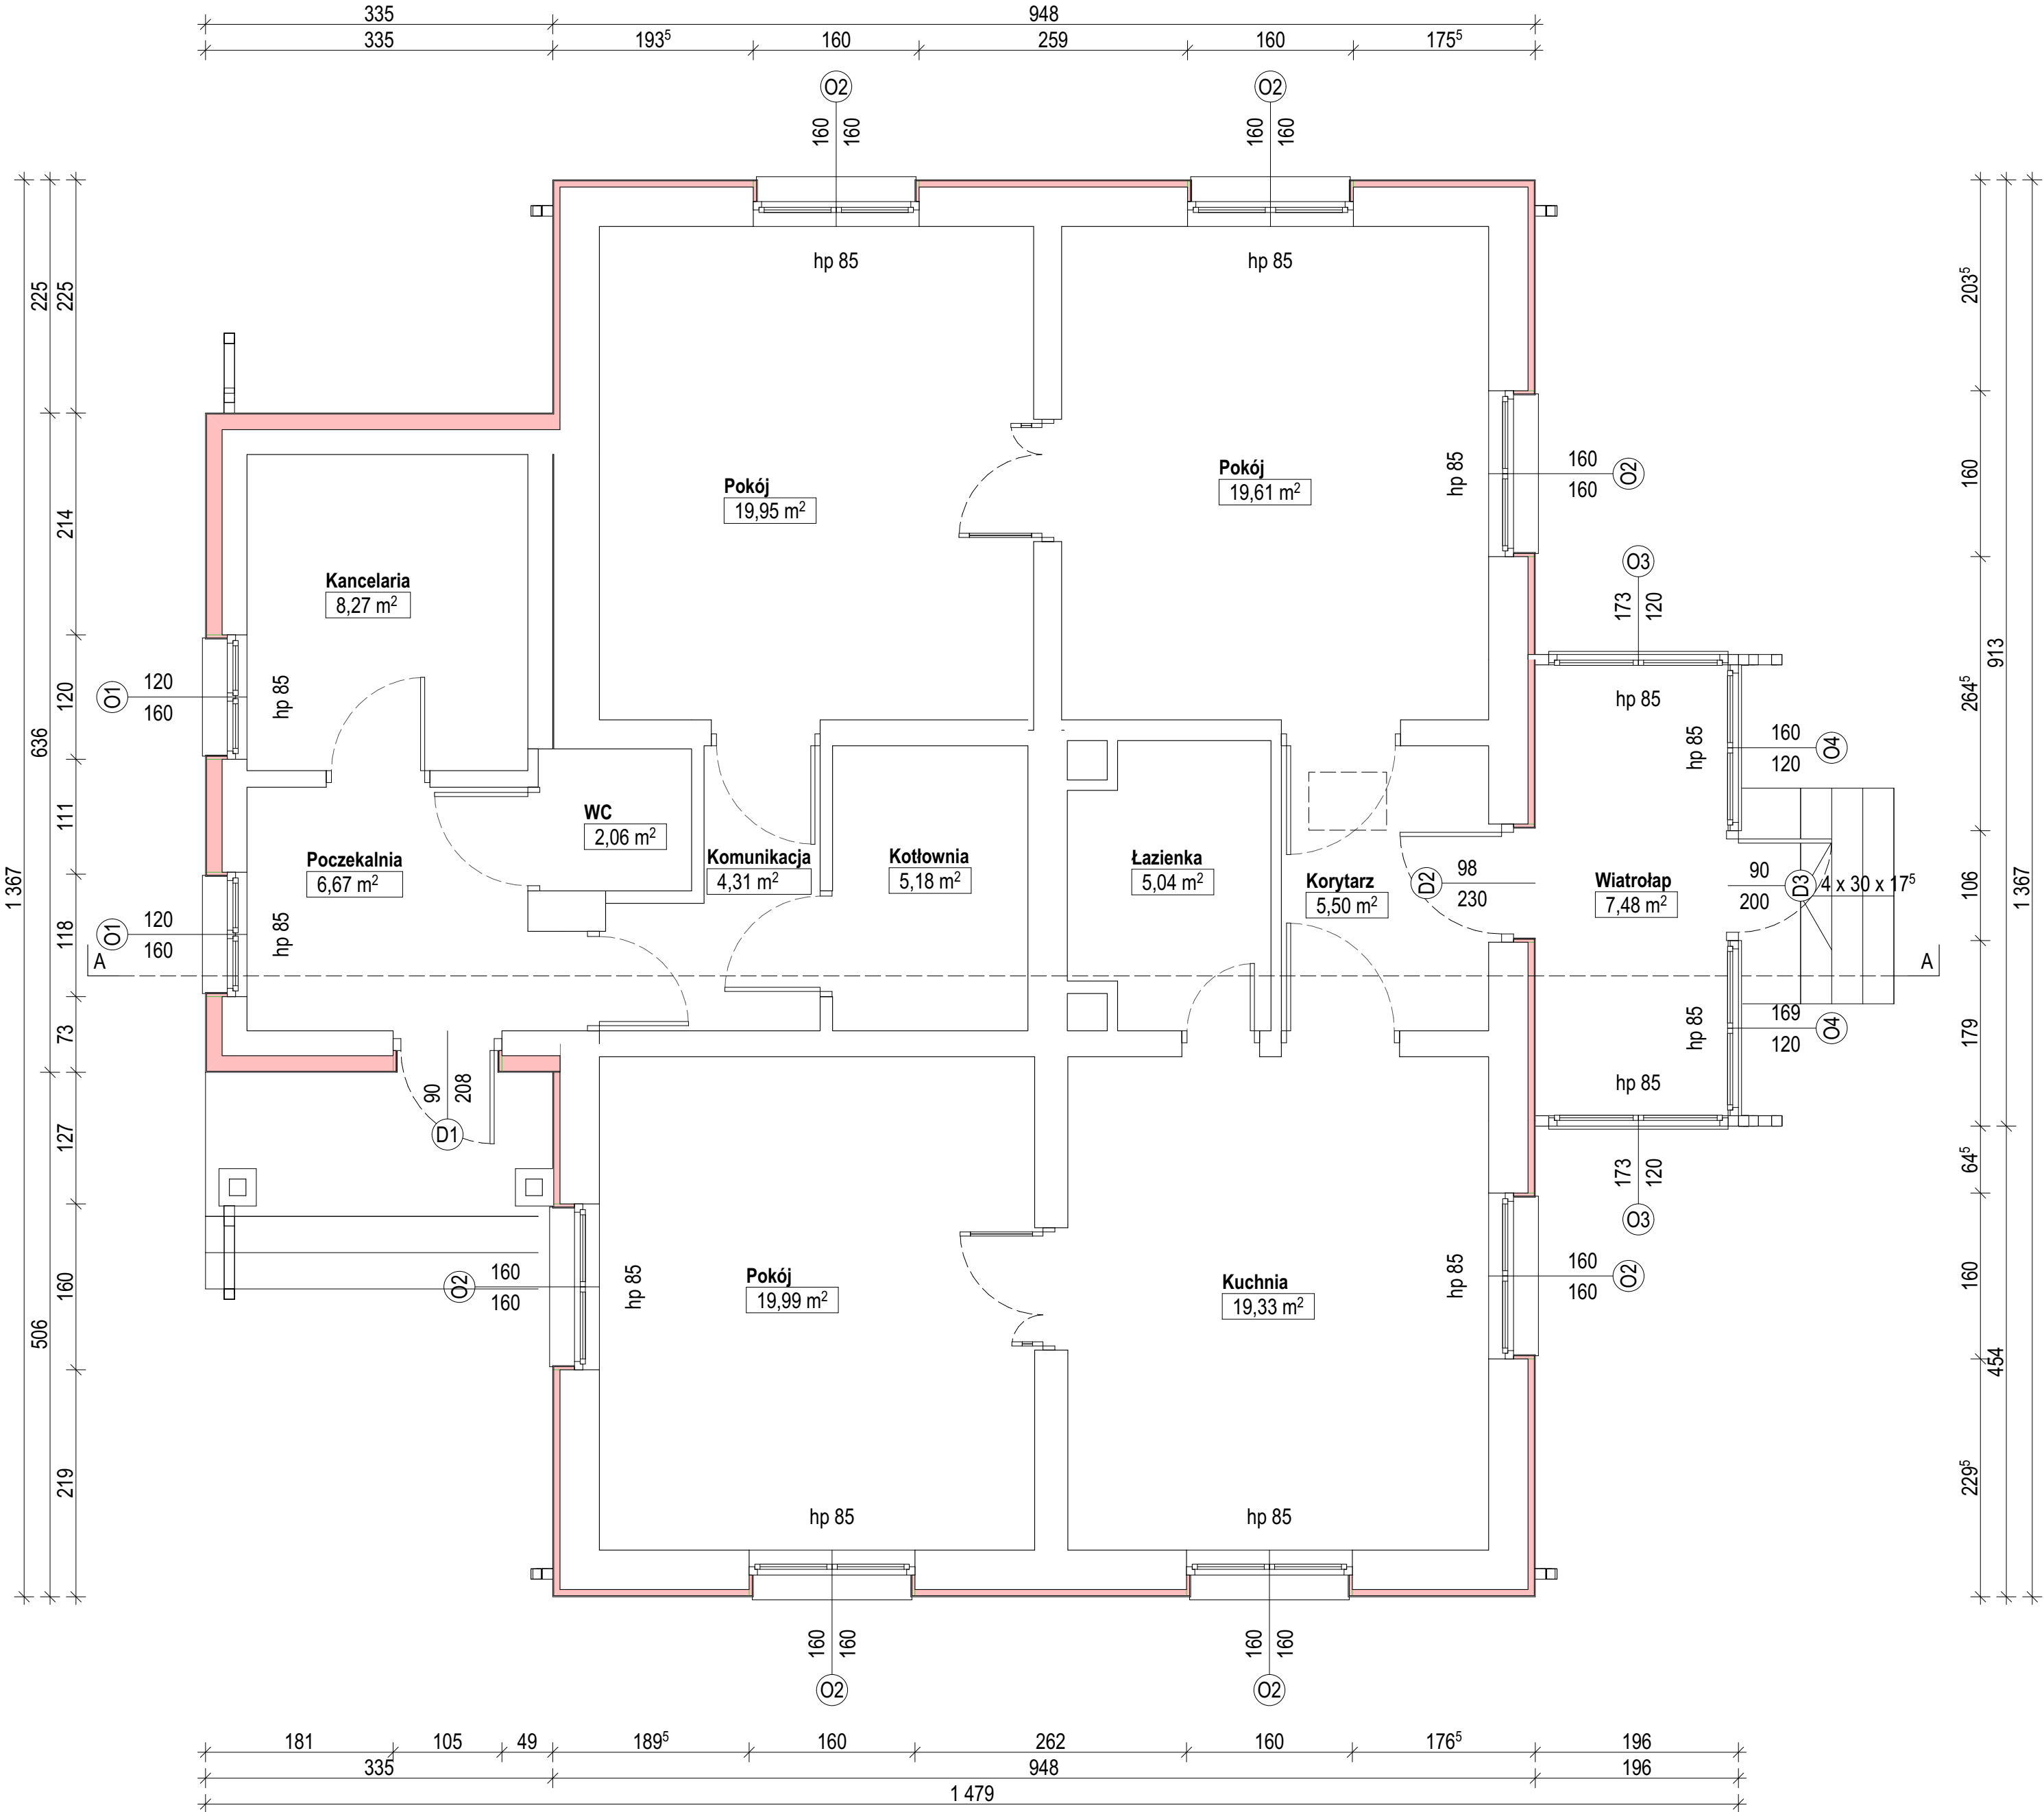 335
948
335
193⁵
160
259
160
175⁵
O2
O2
160
160
160
160
hp 85
hp 85
225
225
203⁵
Pokój
19,95 m²
Pokój
19,61 m²
hp 85
160
160
O2
160
214
Kancelaria
8,27 m²
O3
173
120
913
264⁵
hp 85
O1
120
160
hp 85
120
636
hp 85
160
120
O4
111
WC
2,06 m²
Poczekalnia
6,67 m²
Komunikacja
4,31 m²
Kotłownia
5,18 m²
Łazienka
5,04 m²
Korytarz
5,50 m²
D2
98
230
Wiatrołap
7,48 m²
90
200
D3
4 x 30 x 17⁵
106
1 367
1 367
O1
120
160
hp 85
118
A
A
73
hp 85
169
120
O4
179
hp 85
90
208
D1
127
173
120
O3
64⁵
O2
160
160
hp 85
160
Pokój
19,99 m²
Kuchnia
19,33 m²
hp 85
160
160
O2
160
506
454
219
229⁵
hp 85
hp 85
160
160
160
160
O2
O2
181
105
49
189⁵
160
262
160
176⁵
196
335
948
196
1 479